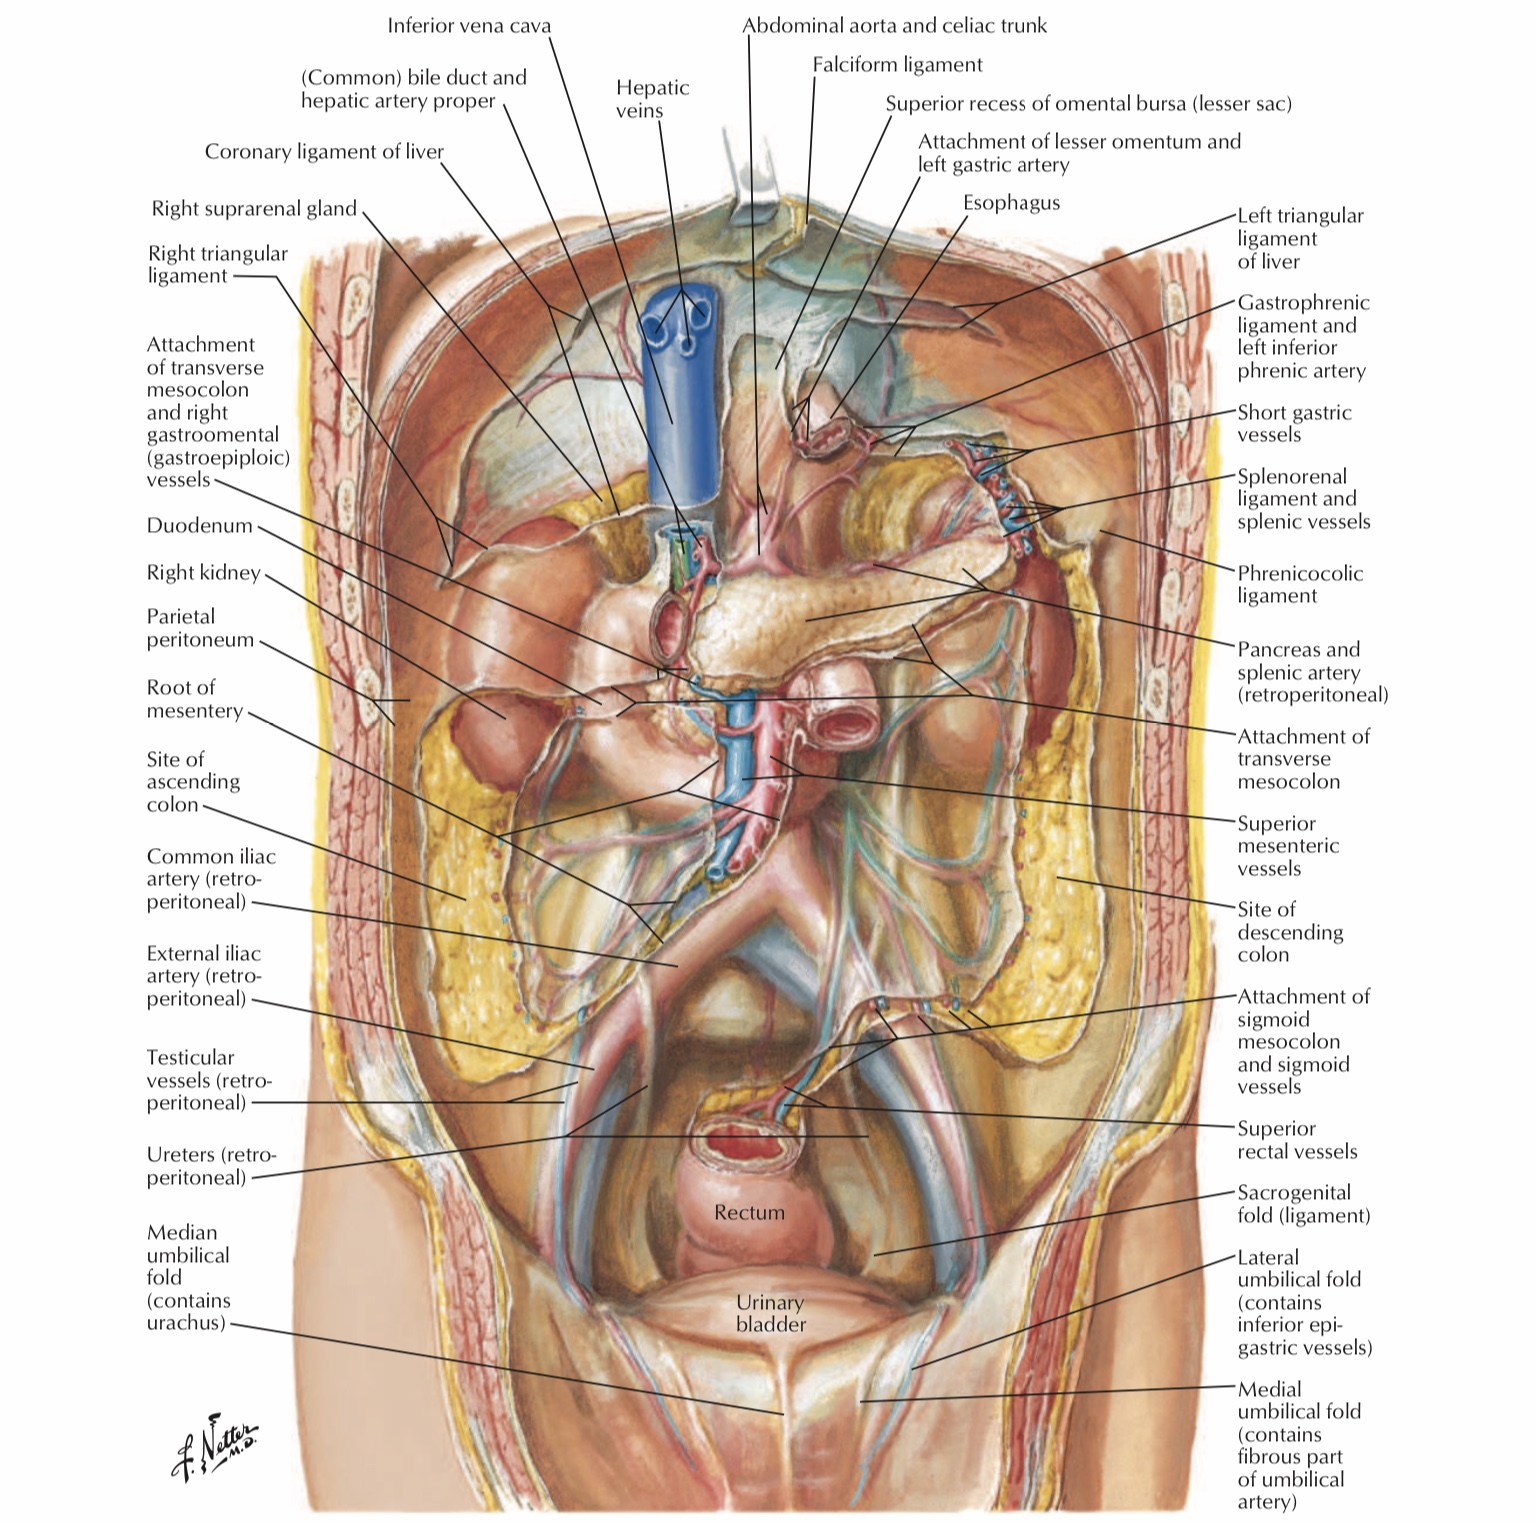 Inferior vena cava
(Common) bile duct and
hepatic artery proper
Coronary ligament of liver
Right suprarenal gland
Right triangular
ligament
Attachment
of transverse
mesocolon
and right
gastroomental
(gastroepiploic)
vessels
Duodenum
Right kidney
Parietal
peritoneum
Root of
mesentery
Site of
ascending
colon
Common iliac
artery (retro-
peritoneal)
External iliac
artery (retro-
peritoneal)
Testicular
vessels (retro-
peritoneal)
Ureters (retro-
peritoneal)
Median
umbilical
fold
(contains
urachus)
Hepatic
veins
Abdominal aorta and celiac trunk
Falciform ligament
Superior recess of omental bursa (lesser sac)
Attachment of lesser omentum and
left gastric artery
Esophagus
Left triangular
ligament
of liver
Gastrophrenic
ligament and
left inferior
phrenic artery
Short gastric
vessels
Splenorenal
ligament and
splenic vessels
Phrenicocolic
ligament
Pancreas and
splenic artery
(retroperitoneal)
Attachment of
transverse
mesocolon
Superior
mesenteric
vessels
Site of
descending
colon
Attachment of
sigmoid
mesocolon
and sigmoid
vessels
Superior
rectal vessels
Sacrogenital
fold (ligament)
Lateral
umbilical fold
(contains
inferior epi-
gastric vessels)
Medial
umbilical fold
(contains
fibrous part
of umbilical
artery)
Rectum
Urinary
bladder
F. Netter
M.D.